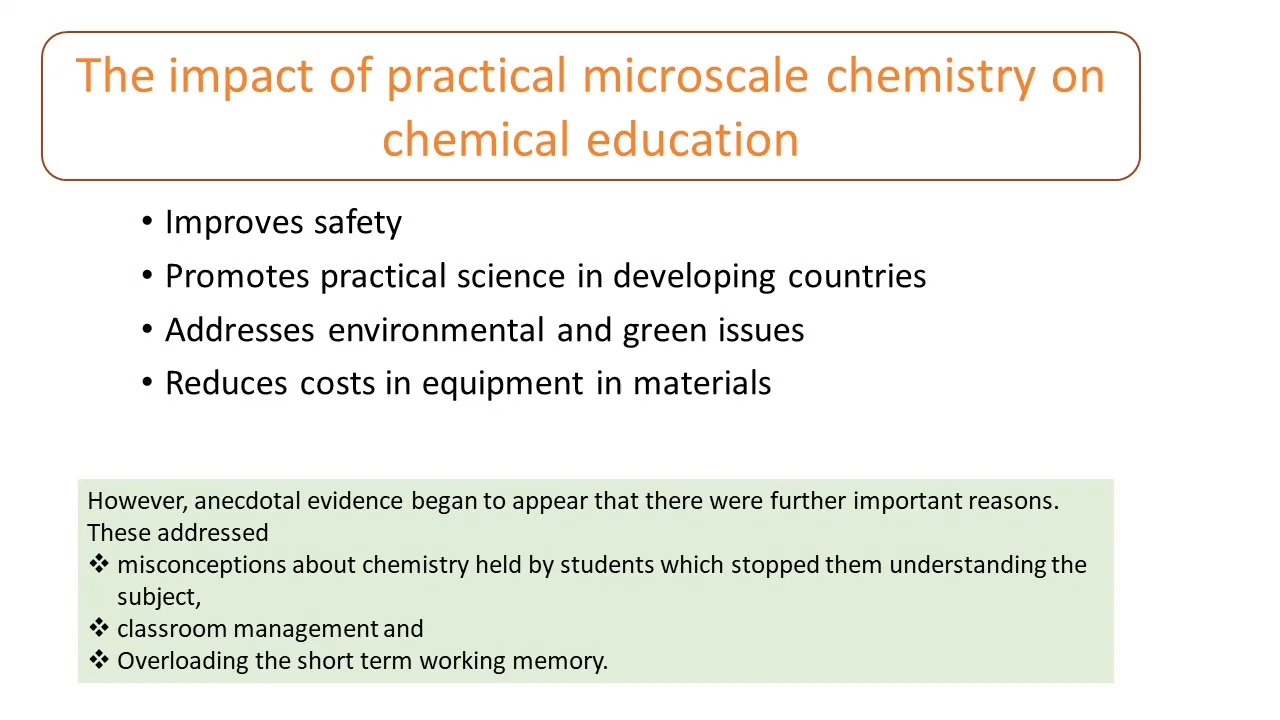 The impact of practical microscale chemistry on
chemical education
• Improves safety
• Promotes practical science in developing countries
• Addresses environmental and green issues
• Reduces costs in equipment in materials
However, anecdotal evidence began to appear that there were further important reasons.
These addressed
❖ misconceptions about chemistry held by students which stopped them understanding the
subject,
❖ classroom management and
❖ Overloading the short term working memory.